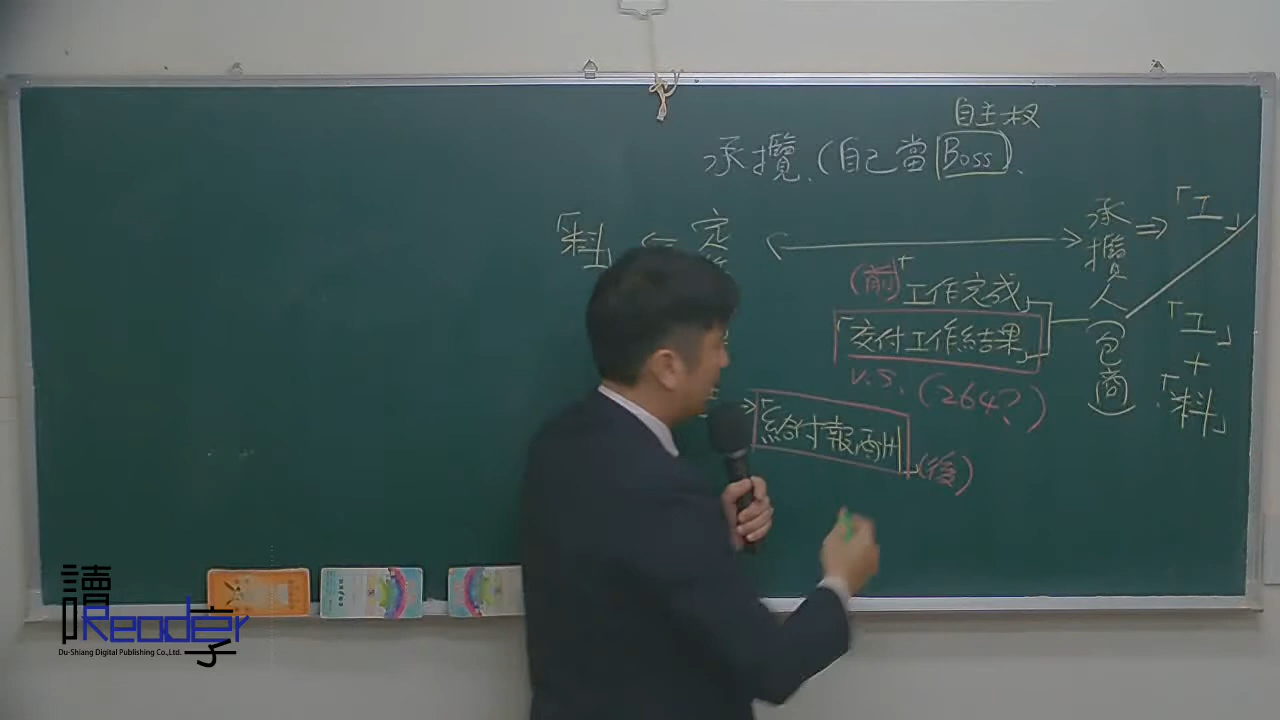 自主权
承攬、(自己當Boss)、
「料」 ← 定
承攬人(包商)
⇒ 「工」
「工」
+
「料」
(前) 「工作完成」
「交付工作結果」
v.s. (264?)
「給付報酬」
(後)
讀享
Reader
Du-Shiang Digital Publishing Co.,Ltd.